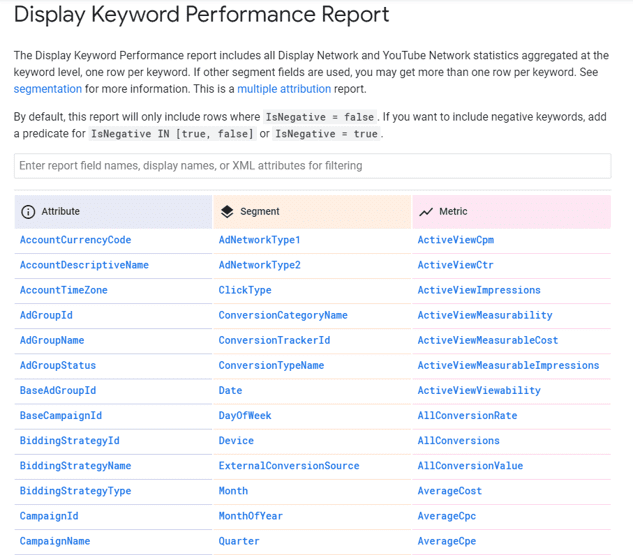 Display Keyword Performance Report
The Display Keyword Performance report includes all Display Network and YouTube Network statistics aggregated at the
keyword level, one row per keyword. If other segment fields are used, you may get more than one row per keyword. See
segmentation for more information. This is a multiple attribution report.
By default, this report will only include rows where IsNegative = false. If you want to include negative keywords, add
a predicate for IsNegative IN [true, false] or IsNegative = true.
Enter report field names, display names, or XML attributes for filtering
Attribute Segment Metric
AccountCurrencyCode AdNetworkType1 ActiveViewCpm
AccountDescriptiveName AdNetworkType2 ActiveViewCtr
AccountTimeZone ClickType ActiveViewImpressions
AdGroupId ConversionCategoryName ActiveViewMeasurability
AdGroupName ConversionTrackerId ActiveViewMeasurableCost
AdGroupStatus ConversionTypeName ActiveViewMeasurableImpressions
BaseAdGroupId Date ActiveViewViewability
BaseCampaignId DayOfWeek AllConversionRate
BiddingStrategyId Device AllConversions
BiddingStrategyName ExternalConversionSource AllConversionValue
BiddingStrategyType Month AverageCost
CampaignId MonthOfYear AverageCpc
CampaignName Quarter AverageCpe